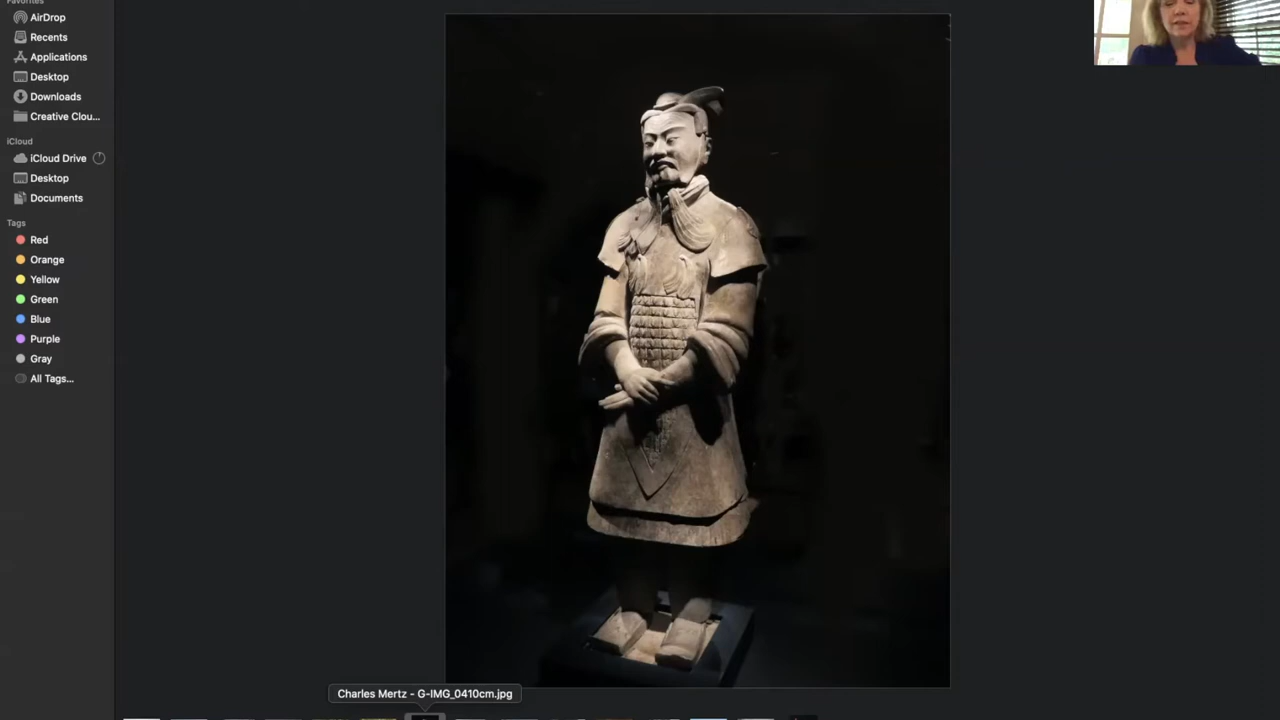 Favorites
AirDrop
Recents
Applications
Desktop
Downloads
Creative Clou...
iCloud
iCloud Drive
Desktop
Documents
Tags
Red
Orange
Yellow
Green
Blue
Purple
Gray
All Tags...
Charles Mertz - G-IMG_0410cm.jpg